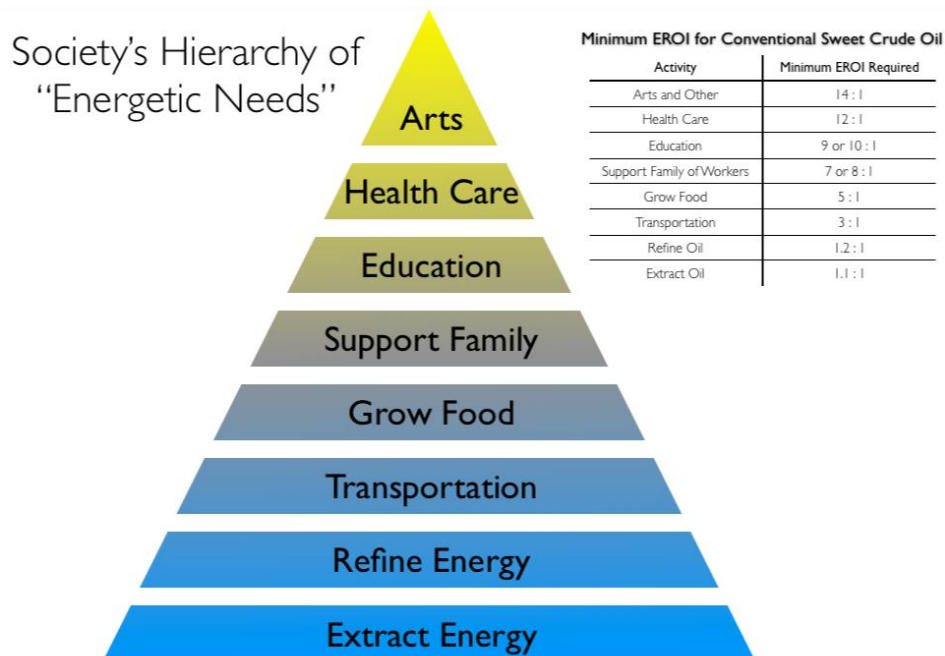 Society's Hierarchy of
“Energetic Needs”
Arts
Health Care
Education
Support Family
Grow Food
Transportation
Refine Energy
Extract Energy
Minimum EROI for Conventional Sweet Crude Oil
Activity Minimum EROI Required
Arts and Other 14 : 1
Health Care 12 : 1
Education 9 or 10 : 1
Support Family of Workers 7 or 8 : 1
Grow Food 5 : 1
Transportation 3 : 1
Refine Oil 1.2 : 1
Extract Oil 1.1 : 1